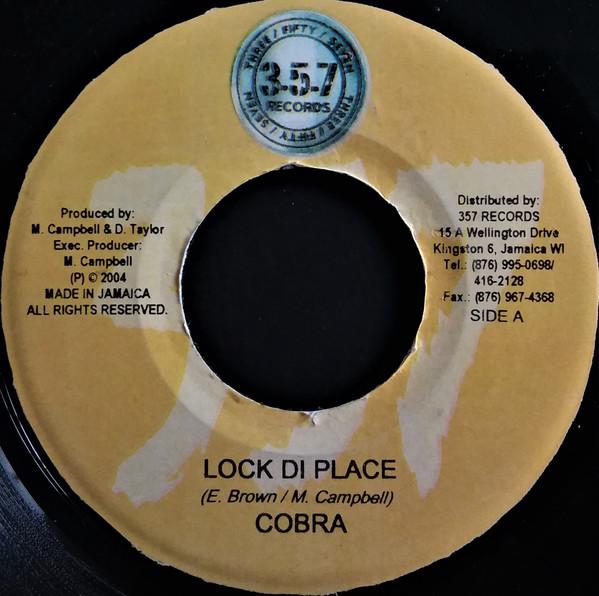 THREE / FIFTY / SEVEN
3.5.7
RECORDS
THREE / FIFTY / SEVEN
Produced by:
M. Campbell & D. Taylor
Exec. Producer:
M. Campbell
(P) © 2004
MADE IN JAMAICA
ALL RIGHTS RESERVED.
Distributed by:
357 RECORDS
15 A Wellington Drive
Kingston 6, Jamaica WI
Tel.: (876) 995-0698/
416-2128
Fax.: (876) 967-4368
SIDE A
357
LOCK DI PLACE
(E. Brown / M. Campbell)
COBRA